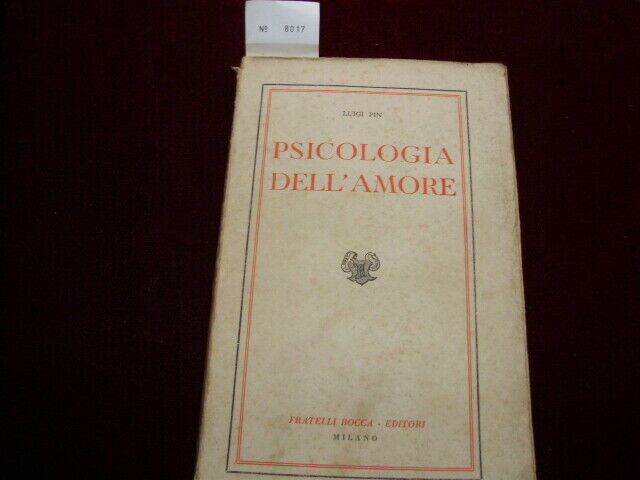 Nº 8017
LUIGI PIN
PSICOLOGIA
DELL'AMORE
FRATELLI BOCCA - EDITORI
MILANO